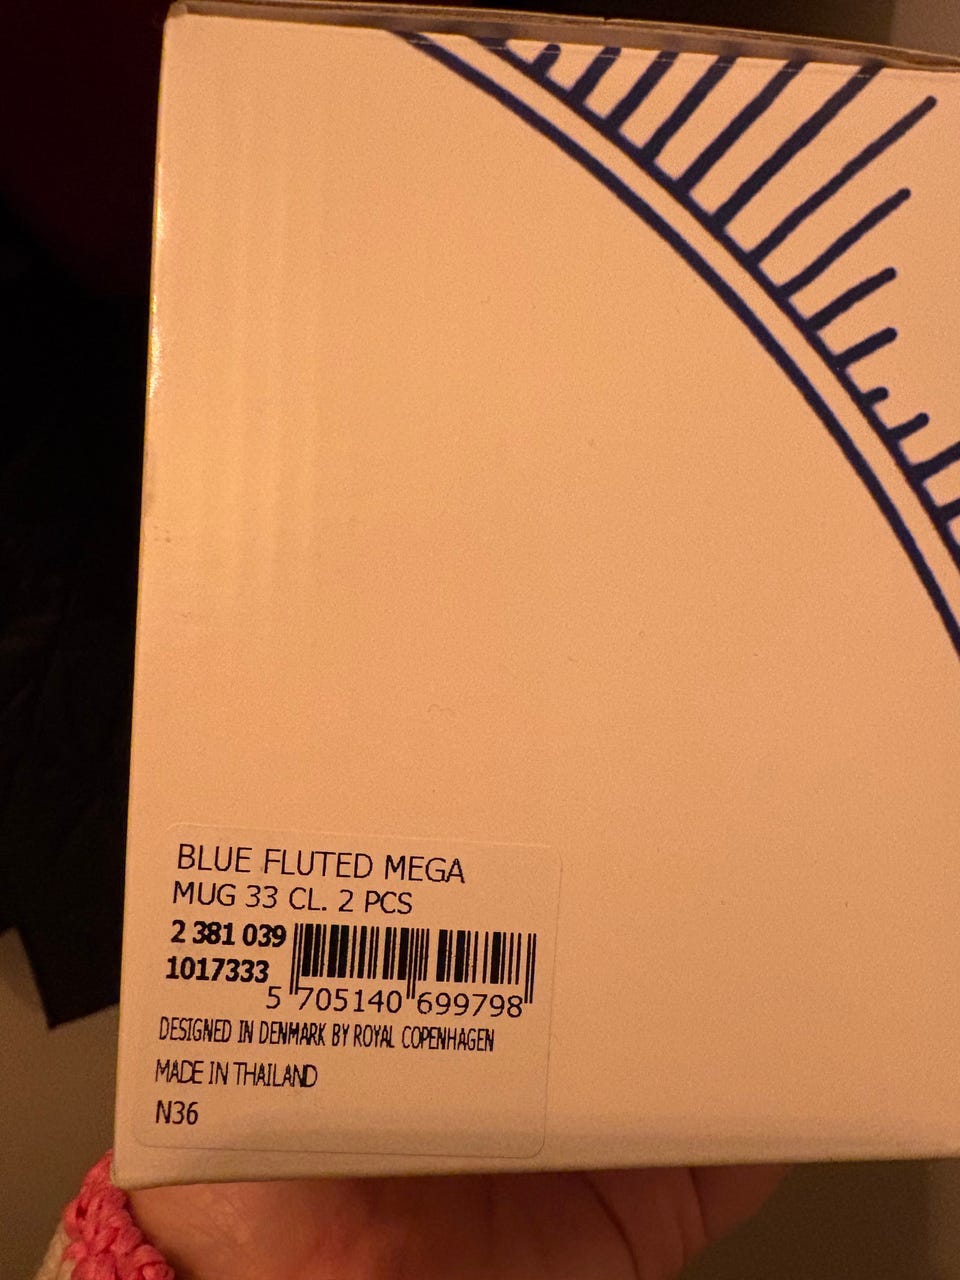 BLUE FLUTED MEGA
MUG 33 CL. 2 PCS
2 381 039
1017333
5 705140 699798
DESIGNED IN DENMARK BY ROYAL COPENHAGEN
MADE IN THAILAND
N36